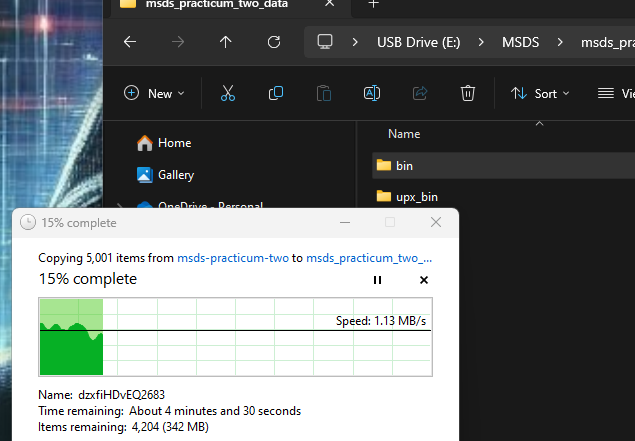 msds_practicum_two_data
USB Drive (E:) MSDS msds_pra
New Sort Vi
Home
Gallery
OneDrive - Personal
Name
bin
upx_bin
15% complete
Copying 5,001 items from msds-practicum-two to msds_practicum_two_...
15% complete
Speed: 1.13 MB/s
Name: dzxfiHDvEQ2683
Time remaining: About 4 minutes and 30 seconds
Items remaining: 4,204 (342 MB)